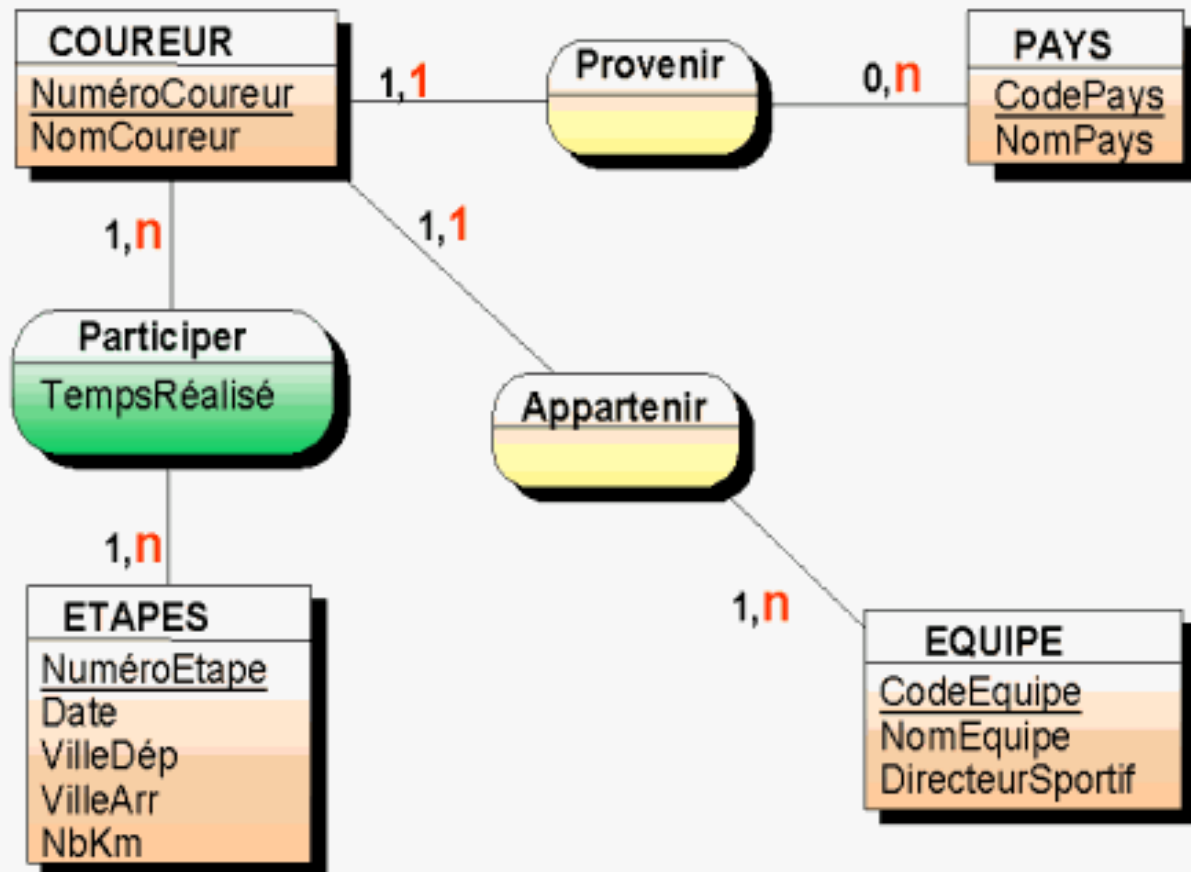 COUREUR
NuméroCoureur
NomCoureur
1,1
Provenir
0,n
PAYS
CodePays
NomPays
1,n
1,1
Participer
TempsRéalisé
Appartenir
1,n
1,n
ETAPES
NuméroEtape
Date
VilleDép
VilleArr
NbKm
EQUIPE
CodeEquipe
NomEquipe
DirecteurSportif